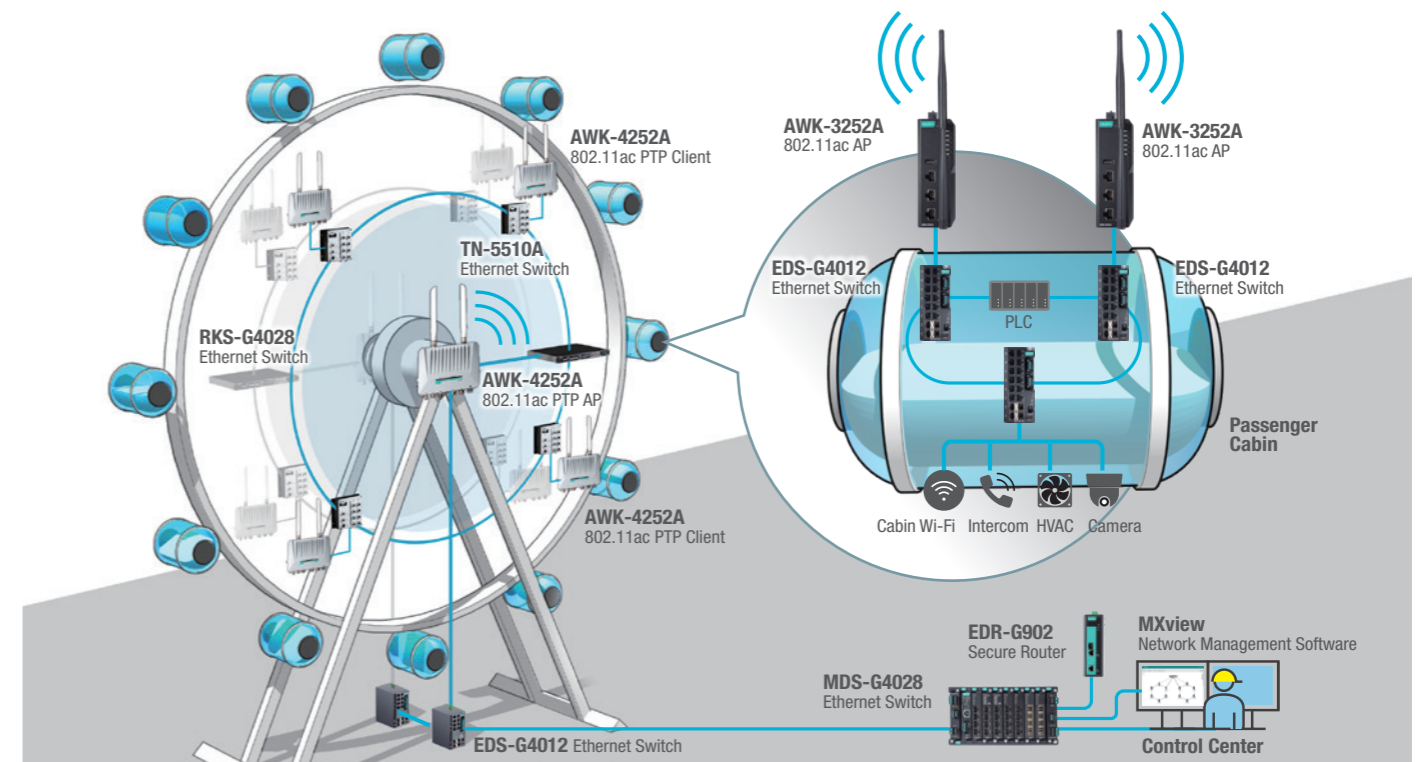 AWK-4252A
802.11ac PTP Client
TN-5510A
Ethernet Switch
RKS-G4028
Ethernet Switch
AWK-4252A
802.11ac PTP AP
AWK-4252A
802.11ac PTP Client
EDS-G4012 Ethernet Switch
AWK-3252A
802.11ac AP
AWK-3252A
802.11ac AP
EDS-G4012
Ethernet Switch
EDS-G4012
Ethernet Switch
PLC
Passenger
Cabin
Cabin Wi-Fi Intercom HVAC Camera
EDR-G902
Secure Router
MXview
Network Management Software
MDS-G4028
Ethernet Switch
Control Center